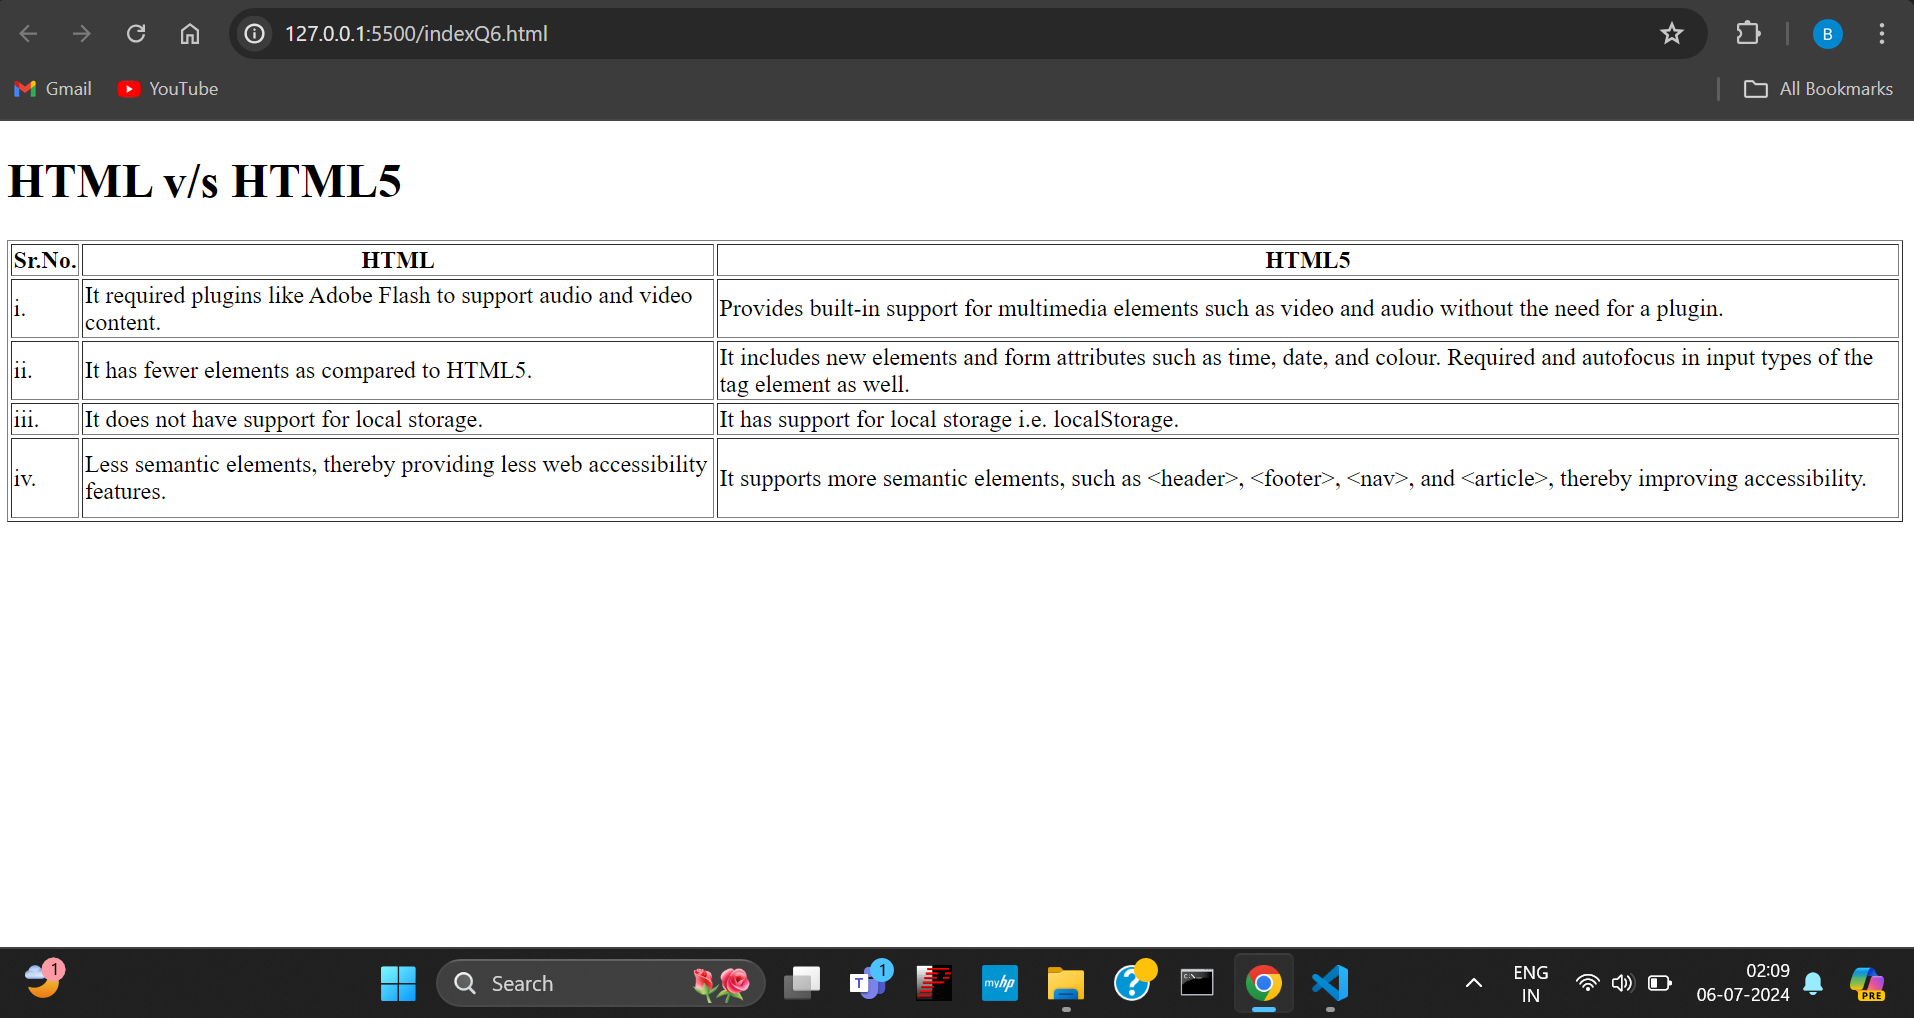 127.0.0.1:5500/indexQ6.html
B
Gmail
YouTube
All Bookmarks
HTML v/s HTML5
Sr.No.
HTML
HTML5
i.
It required plugins like Adobe Flash to support audio and video
content.
Provides built-in support for multimedia elements such as video and audio without the need for a plugin.
ii.
It has fewer elements as compared to HTML5.
It includes new elements and form attributes such as time, date, and colour. Required and autofocus in input types of the
tag element as well.
iii.
It does not have support for local storage.
It has support for local storage i.e. localStorage.
iv.
Less semantic elements, thereby providing less web accessibility
features.
It supports more semantic elements, such as <header>, <footer>, <nav>, and <article>, thereby improving accessibility.
1
Search
T
1
myhp
?
ENG
IN
02:09
06-07-2024
PRE